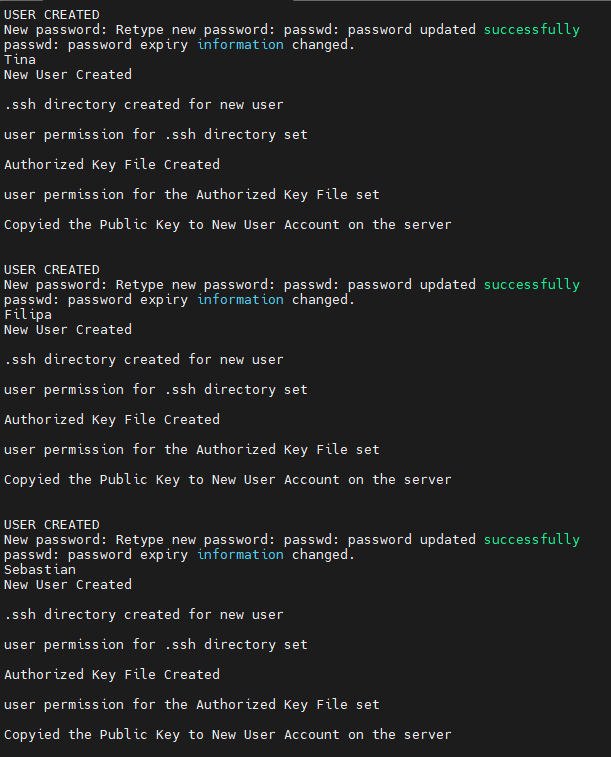 USER CREATED
New password: Retype new password: passwd: password updated successfully
passwd: password expiry information changed.
Tina
New User Created
.ssh directory created for new user
user permission for .ssh directory set
Authorized Key File Created
user permission for the Authorized Key File set
Copyied the Public Key to New User Account on the server
USER CREATED
New password: Retype new password: passwd: password updated successfully
passwd: password expiry information changed.
Filipa
New User Created
.ssh directory created for new user
user permission for .ssh directory set
Authorized Key File Created
user permission for the Authorized Key File set
Copyied the Public Key to New User Account on the server
USER CREATED
New password: Retype new password: passwd: password updated successfully
passwd: password expiry information changed.
Sebastian
New User Created
.ssh directory created for new user
user permission for .ssh directory set
Authorized Key File Created
user permission for the Authorized Key File set
Copyied the Public Key to New User Account on the server